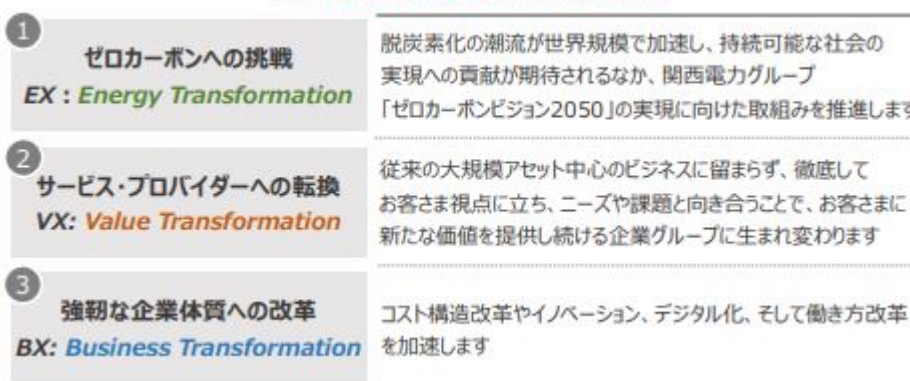 1
ゼロカーボンへの挑戦
EX : Energy Transformation
脱炭素化の潮流が世界規模で加速し、持続可能な社会の
実現への貢献が期待されるなか、関西電力グループ
「ゼロカーボンビジョン2050」の実現に向けた取組みを推進します
2
サービス・プロバイダーへの転換
VX: Value Transformation
従来の大規模アセット中心のビジネスに留まらず、徹底して
お客さま視点に立ち、ニーズや課題と向き合うことで、お客さまに
新たな価値を提供し続ける企業グループに生まれ変わります
3
強靭な企業体質への改革
BX: Business Transformation
コスト構造改革やイノベーション、デジタル化、そして働き方改革
を加速します